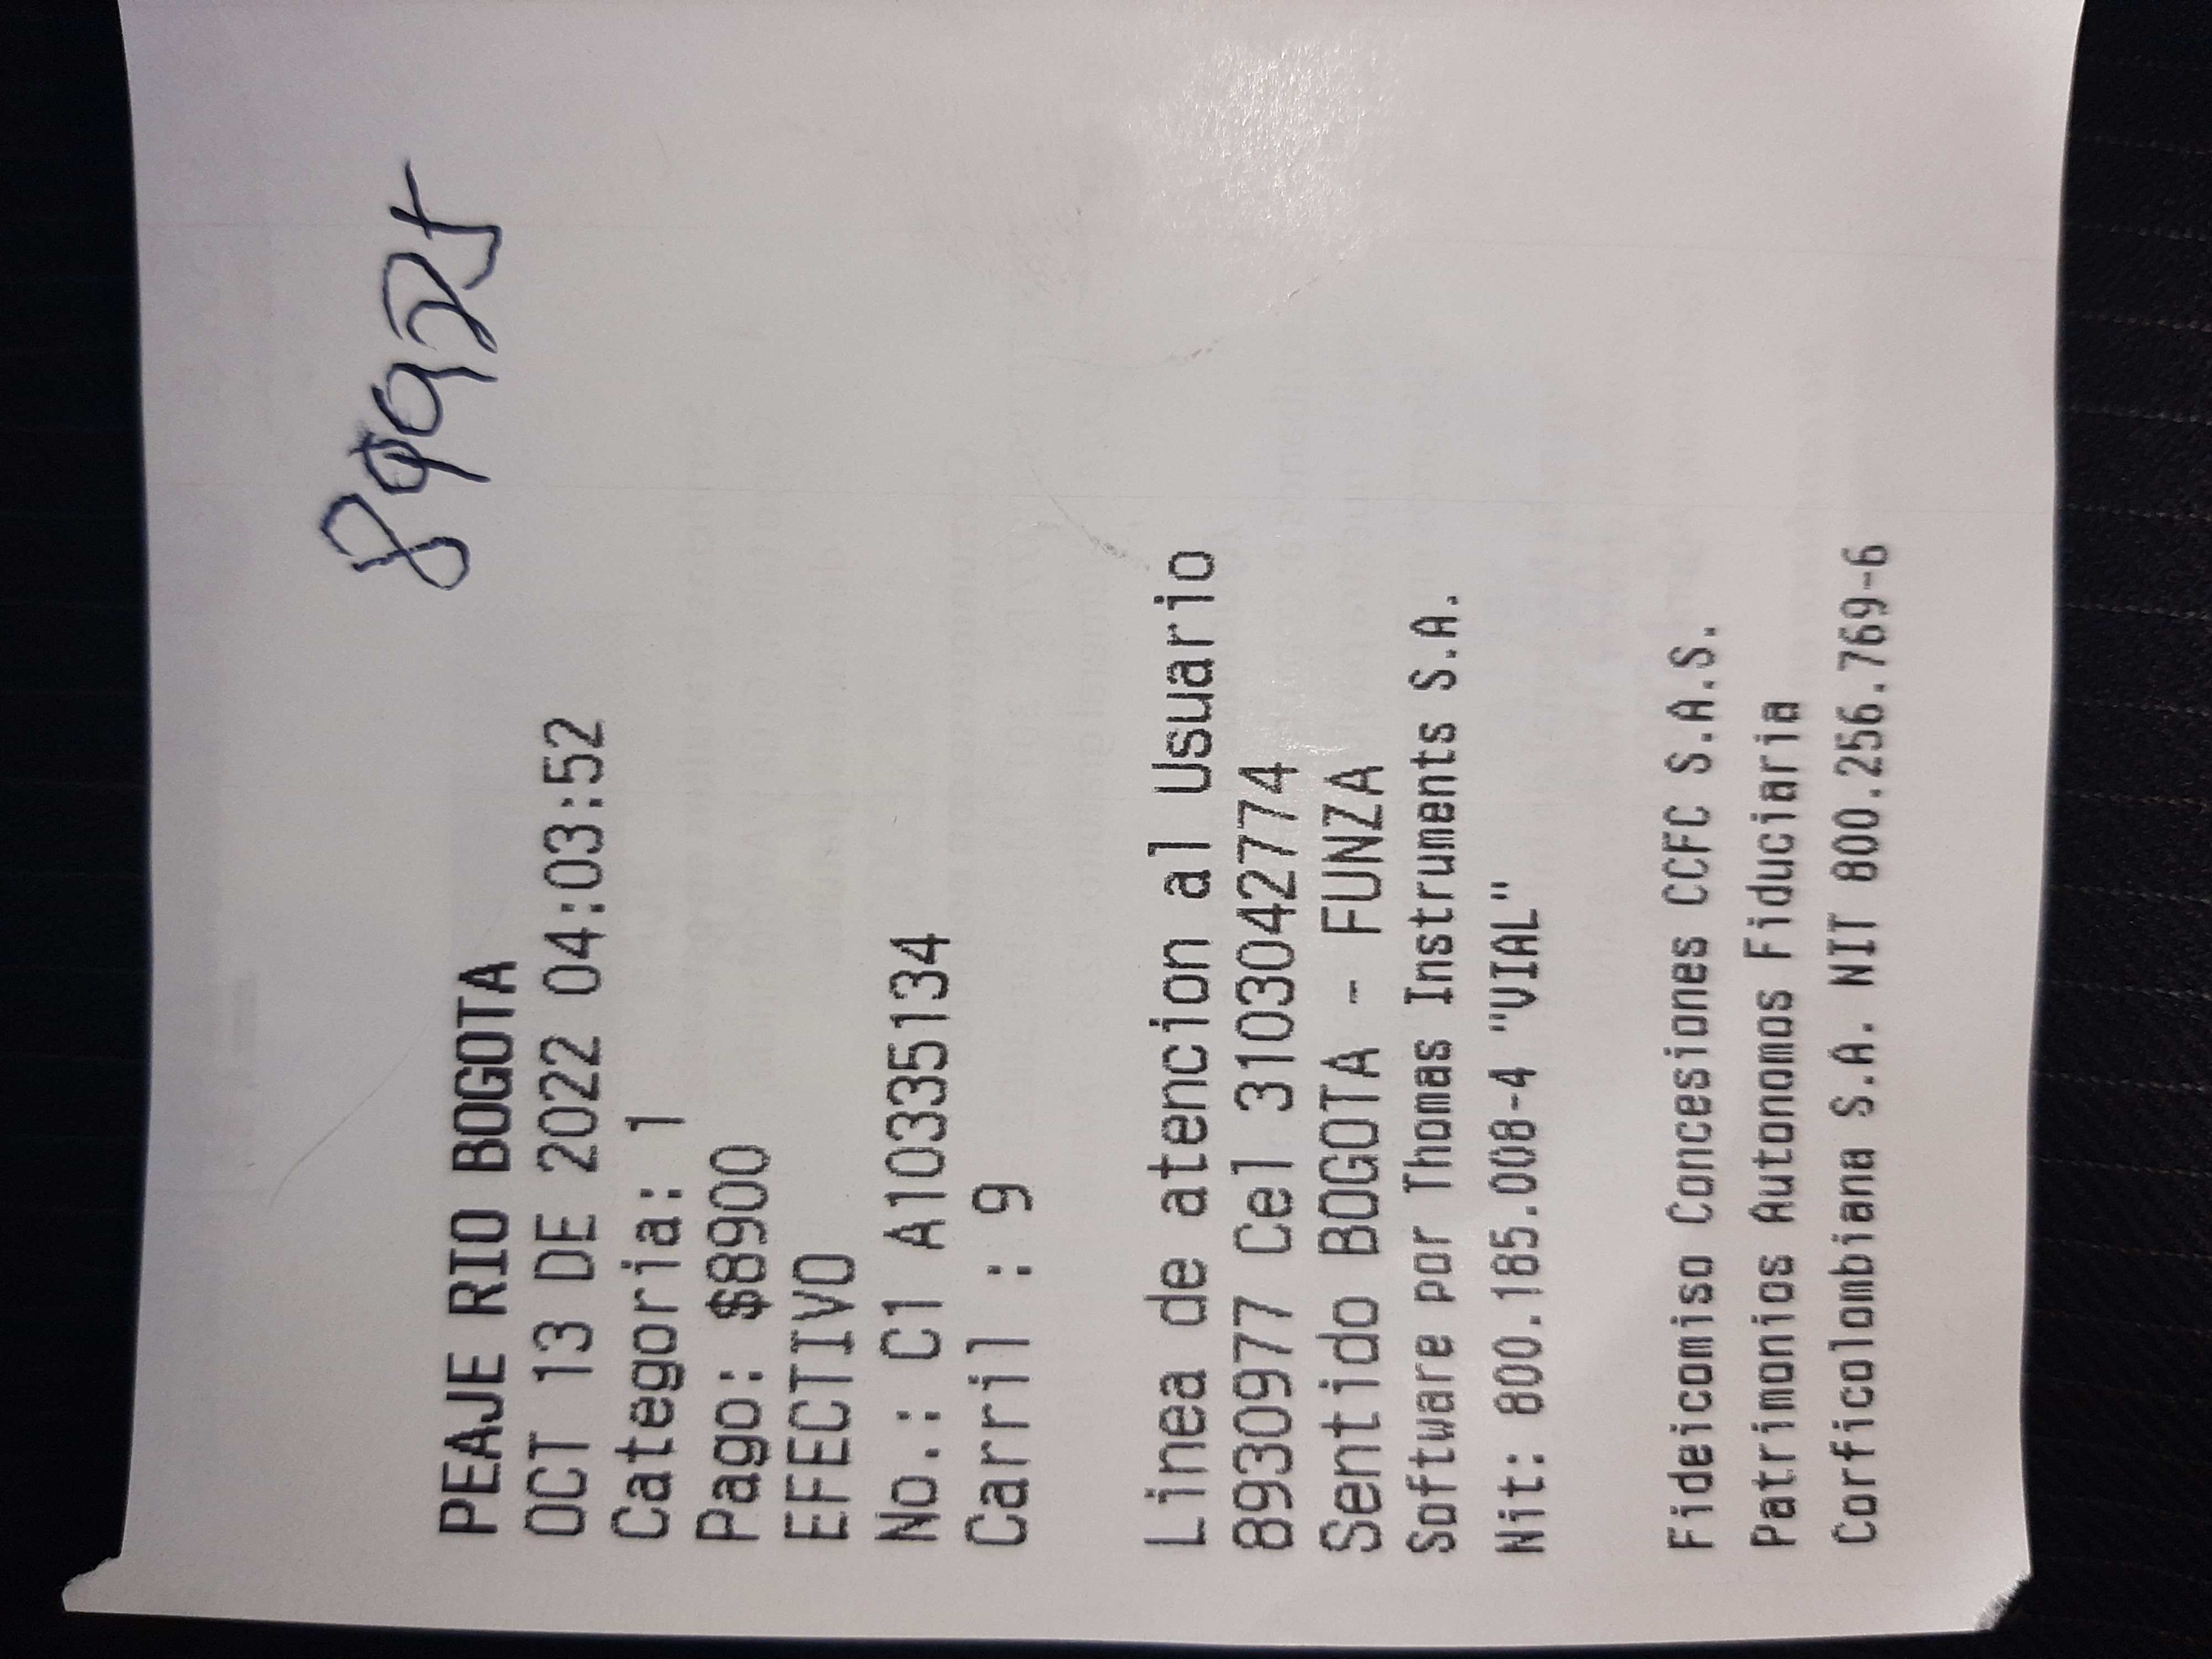 89925
PEAJE RIO BOGOTA
OCT 13 DE 2022 04:03:52
Categoria: 1
Pago: $8900
EFECTIVO
No.: C1 A10335134
Carril : 9
Linea de atencion al Usuario
8930977 Cel 3103042774
Sentido BOGOTA - FUNZA
Software por Thomas Instruments S.A.
Nit: 800.185.008-4 "VIAL"
Fideicomiso Concesiones CCFC S.A.S.
Patrimonios Autonomos Fiduciaria
Corficolombiana S.A. NIT 800.256.769-6